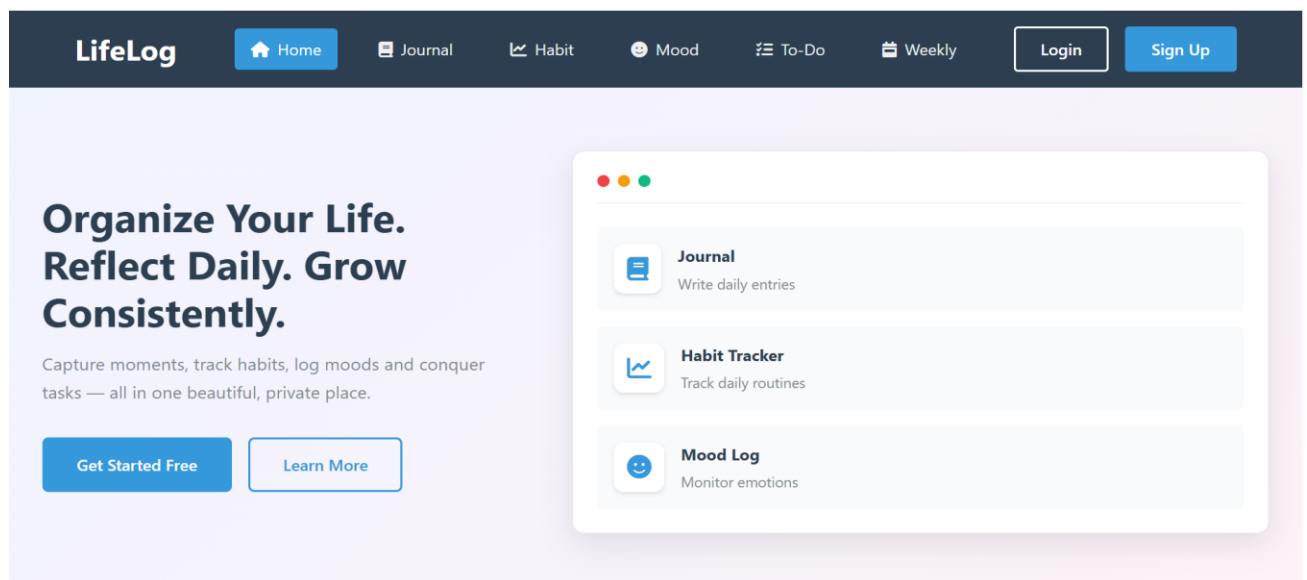 LifeLog
Home
Journal
Habit
Mood
To-Do
Weekly
Login
Sign Up
Organize Your Life.
Reflect Daily. Grow
Consistently.
Capture moments, track habits, log moods and conquer
tasks — all in one beautiful, private place.
Get Started Free
Learn More
Journal
Write daily entries
Habit Tracker
Track daily routines
Mood Log
Monitor emotions